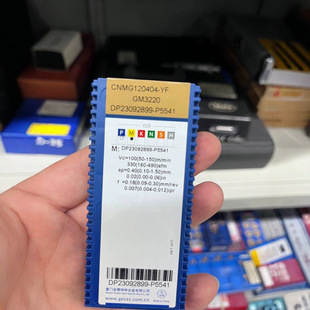 CNMG120404-YF
GM3220
DP23092899-P5541
ISO
P M K N S H
M: DP23092899-P5541
Vc=100(50-150)m/min
330(160-490)sfm
ap=0.40(0.10-1.50)mm
0.02(0.00-0.06)in
f =0.16(0.09-0.30)mm/rev
0.007(0.004-0.012)ipr
DP23092899-P5541
www.gesac.com.cn